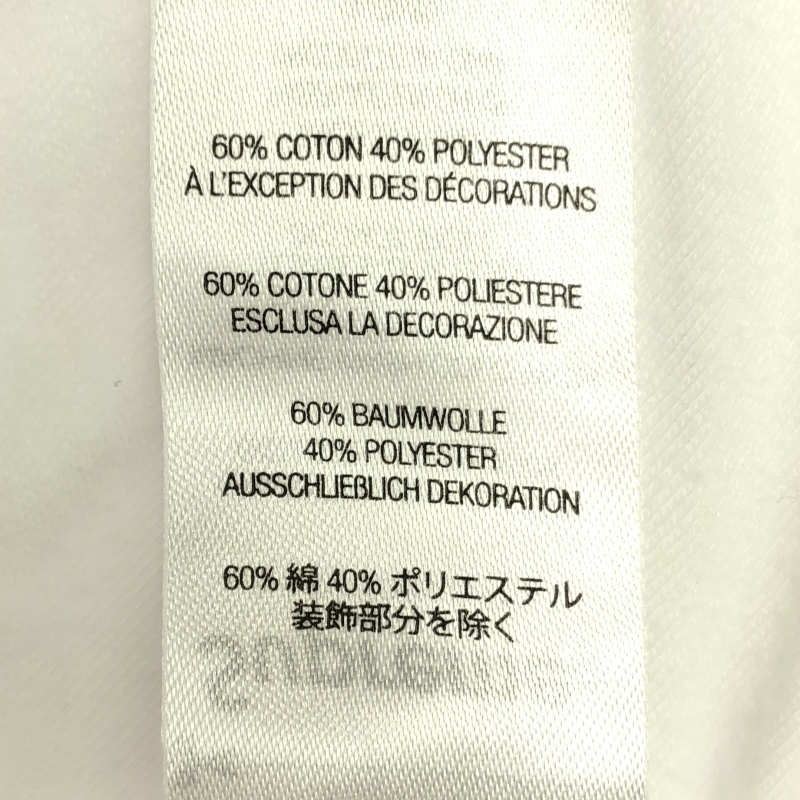 60% COTON 40% POLYESTER
À L'EXCEPTION DES DÉCORATIONS
60% COTONE 40% POLIESTERE
ESCLUSA LA DECORAZIONE
60% BAUMWOLLE
40% POLYESTER
AUSSCHLIEßLICH DEKORATION
60% 綿 40% ポリエステル
装飾部分を除く